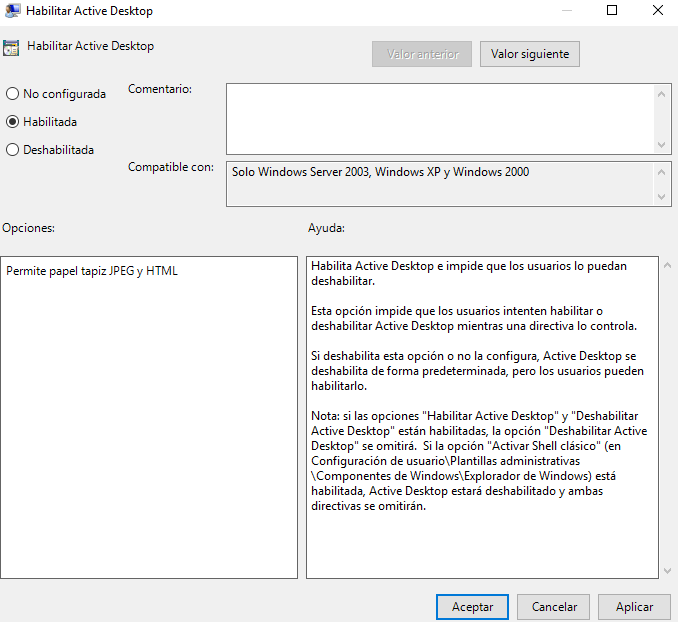 Habilitar Active Desktop
Habilitar Active Desktop
Valor anterior
Valor siguiente
No configurada
Habilitada
Deshabilitada
Comentario:
Compatible con:
Solo Windows Server 2003, Windows XP y Windows 2000
Opciones:
Ayuda:
Permite papel tapiz JPEG y HTML
Habilita Active Desktop e impide que los usuarios lo puedan
deshabilitar.
Esta opción impide que los usuarios intenten habilitar o
deshabilitar Active Desktop mientras una directiva lo controla.
Si deshabilita esta opción o no la configura, Active Desktop se
deshabilita de forma predeterminada, pero los usuarios pueden
habilitarlo.
Nota: si las opciones "Habilitar Active Desktop" y "Deshabilitar
Active Desktop" están habilitadas, la opción "Deshabilitar Active
Desktop" se omitirá.  Si la opción "Activar Shell clásico" (en
Configuración de usuario\Plantillas administrativas
\Componentes de Windows\Explorador de Windows) está
habilitada, Active Desktop estará deshabilitado y ambas
directivas se omitirán.
Aceptar
Cancelar
Aplicar